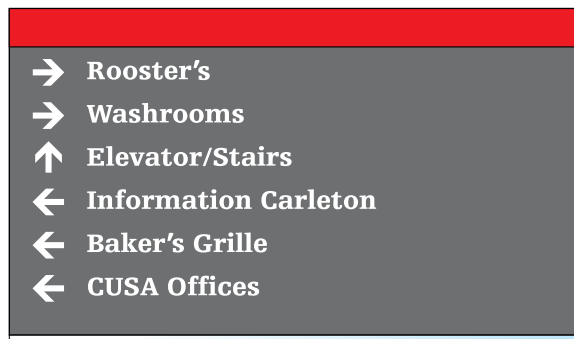 → Rooster's
→ Washrooms
↑ Elevator/Stairs
← Information Carleton
← Baker's Grille
← CUSA Offices